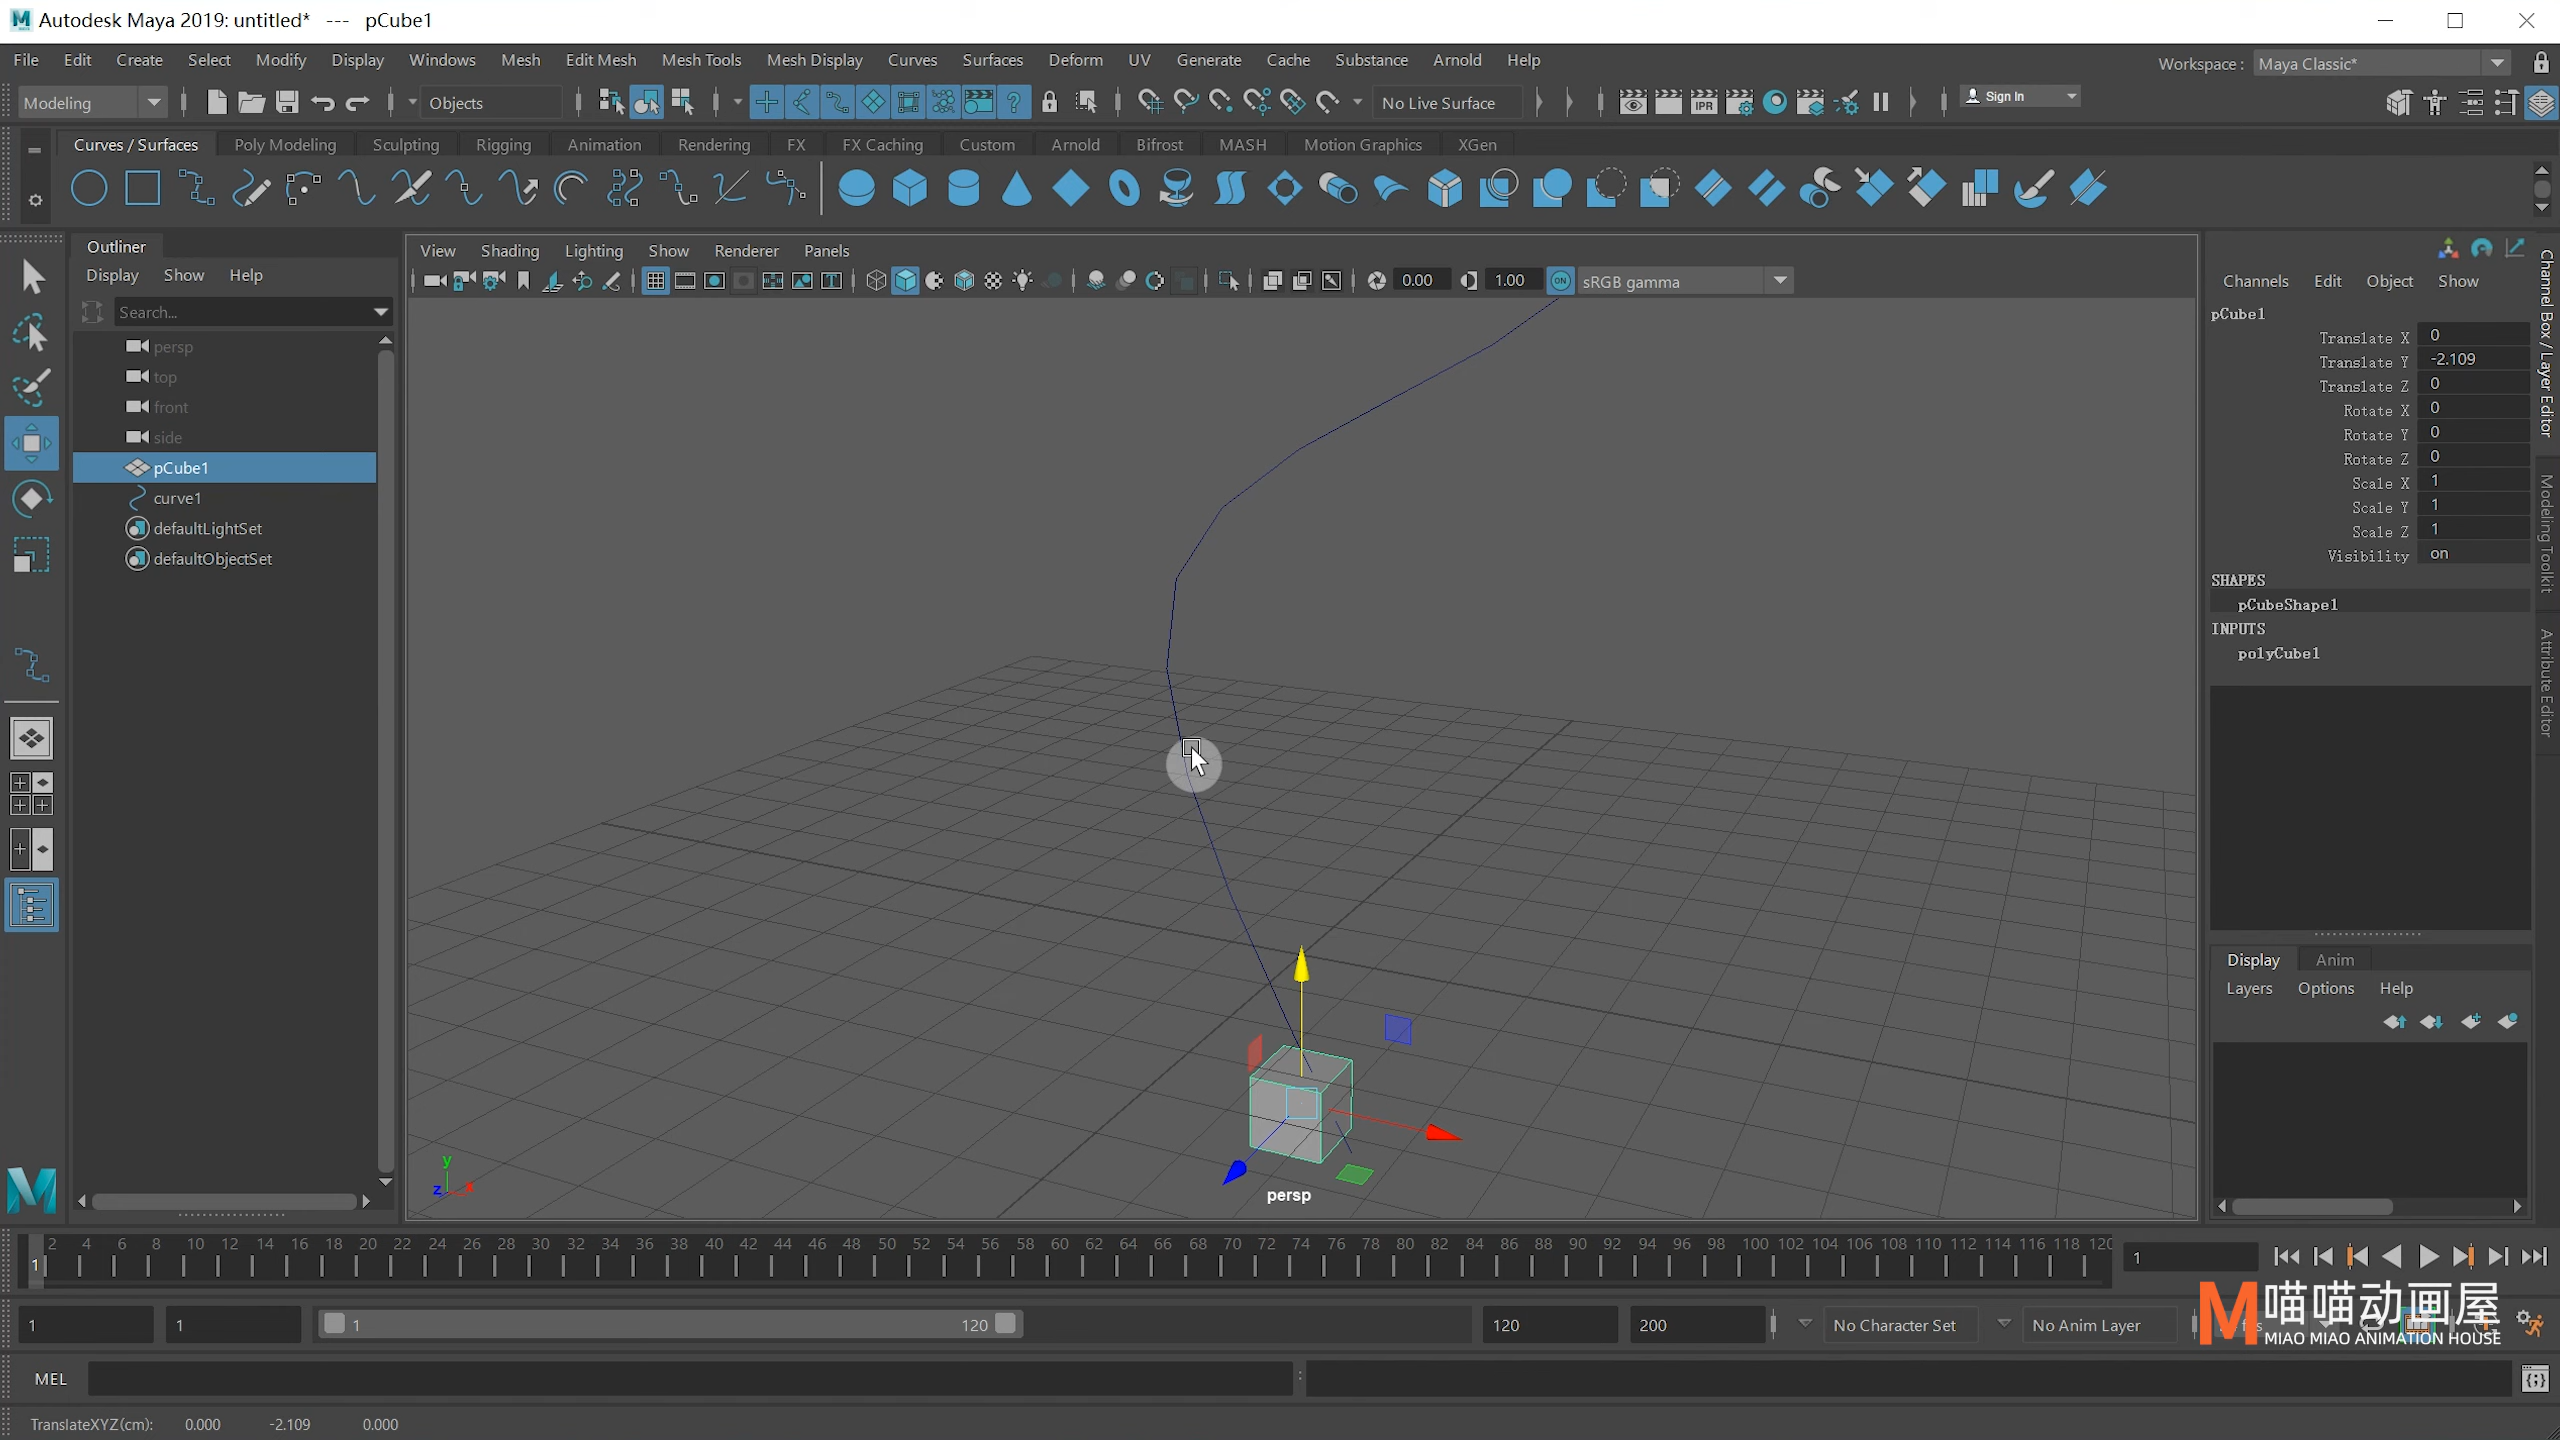 Autodesk Maya 2019: untitled* --- pCube1
File Edit Create Select Modify Display Windows Mesh Edit Mesh Mesh Tools Mesh Display Curves Surfaces Deform UV Generate Cache Substance Arnold Help Workspace : Maya Classic*
Modeling Objects No Live Surface IPR Sign In
Curves / Surfaces Poly Modeling Sculpting Rigging Animation Rendering FX FX Caching Custom Arnold Bifrost MASH Motion Graphics XGen
Outliner
Display Show Help
Search...
persp
top
front
side
pCube1
curve1
defaultLightSet
defaultObjectSet
View Shading Lighting Show Renderer Panels
0.00 1.00 ON sRGB gamma
y
z x
persp
Channels Edit Object Show
pCube1
Translate X 0
Translate Y -2.109
Translate Z 0
Rotate X 0
Rotate Y 0
Rotate Z 0
Scale X 1
Scale Y 1
Scale Z 1
Visibility on
SHAPES
pCubeShape1
INPUTS
polyCube1
Channel Box / Layer Editor
Modeling Toolkit
Attribute Editor
Display Anim
Layers Options Help
1 2 4 6 8 10 12 14 16 18 20 22 24 26 28 30 32 34 36 38 40 42 44 46 48 50 52 54 56 58 60 62 64 66 68 70 72 74 76 78 80 82 84 86 88 90 92 94 96 98 100 102 104 106 108 110 112 114 116 118 120 1
1 1 1 120 120 200 No Character Set No Anim Layer
M 喵喵动画屋
MIAO MIAO ANIMATION HOUSE
MEL
TranslateXYZ(cm): 0.000 -2.109 0.000